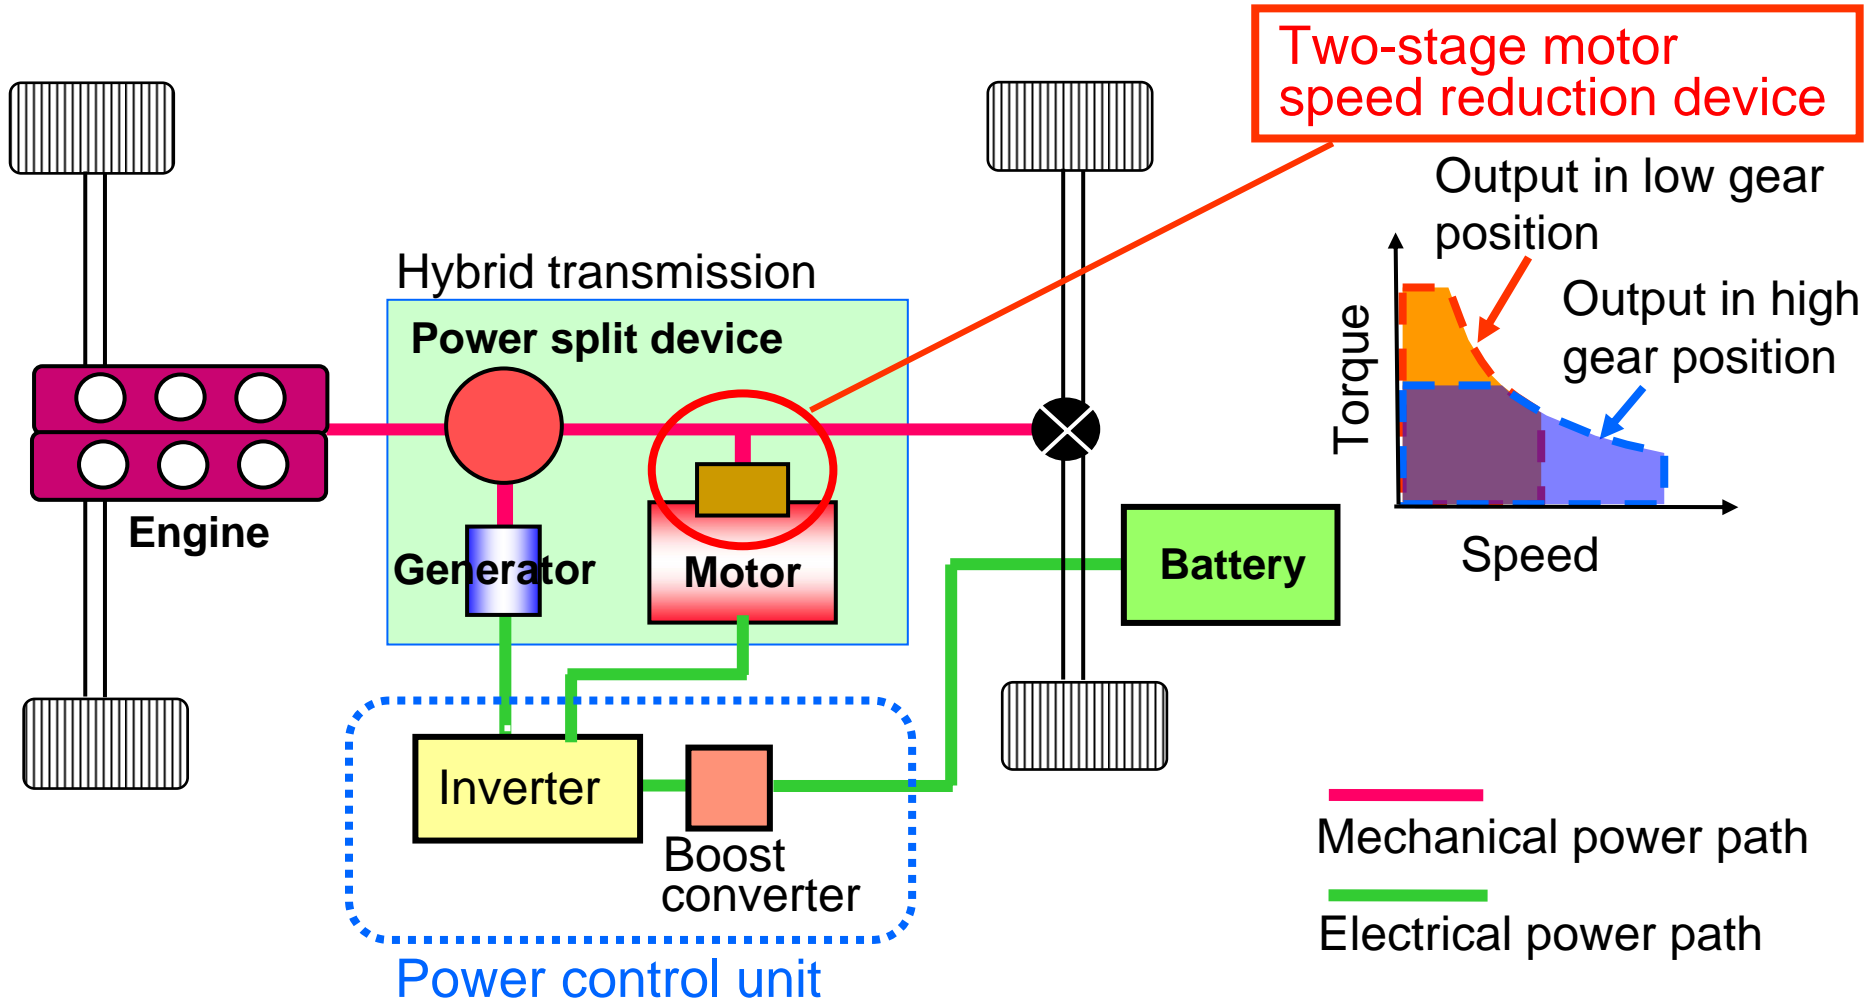 Two-stage motor
speed reduction device
Output in low gear
position
Output in high
gear position
Torque
Speed
Hybrid transmission
Power split device
Engine
Generator
Motor
Battery
Inverter
Boost
converter
Power control unit
Mechanical power path
Electrical power path